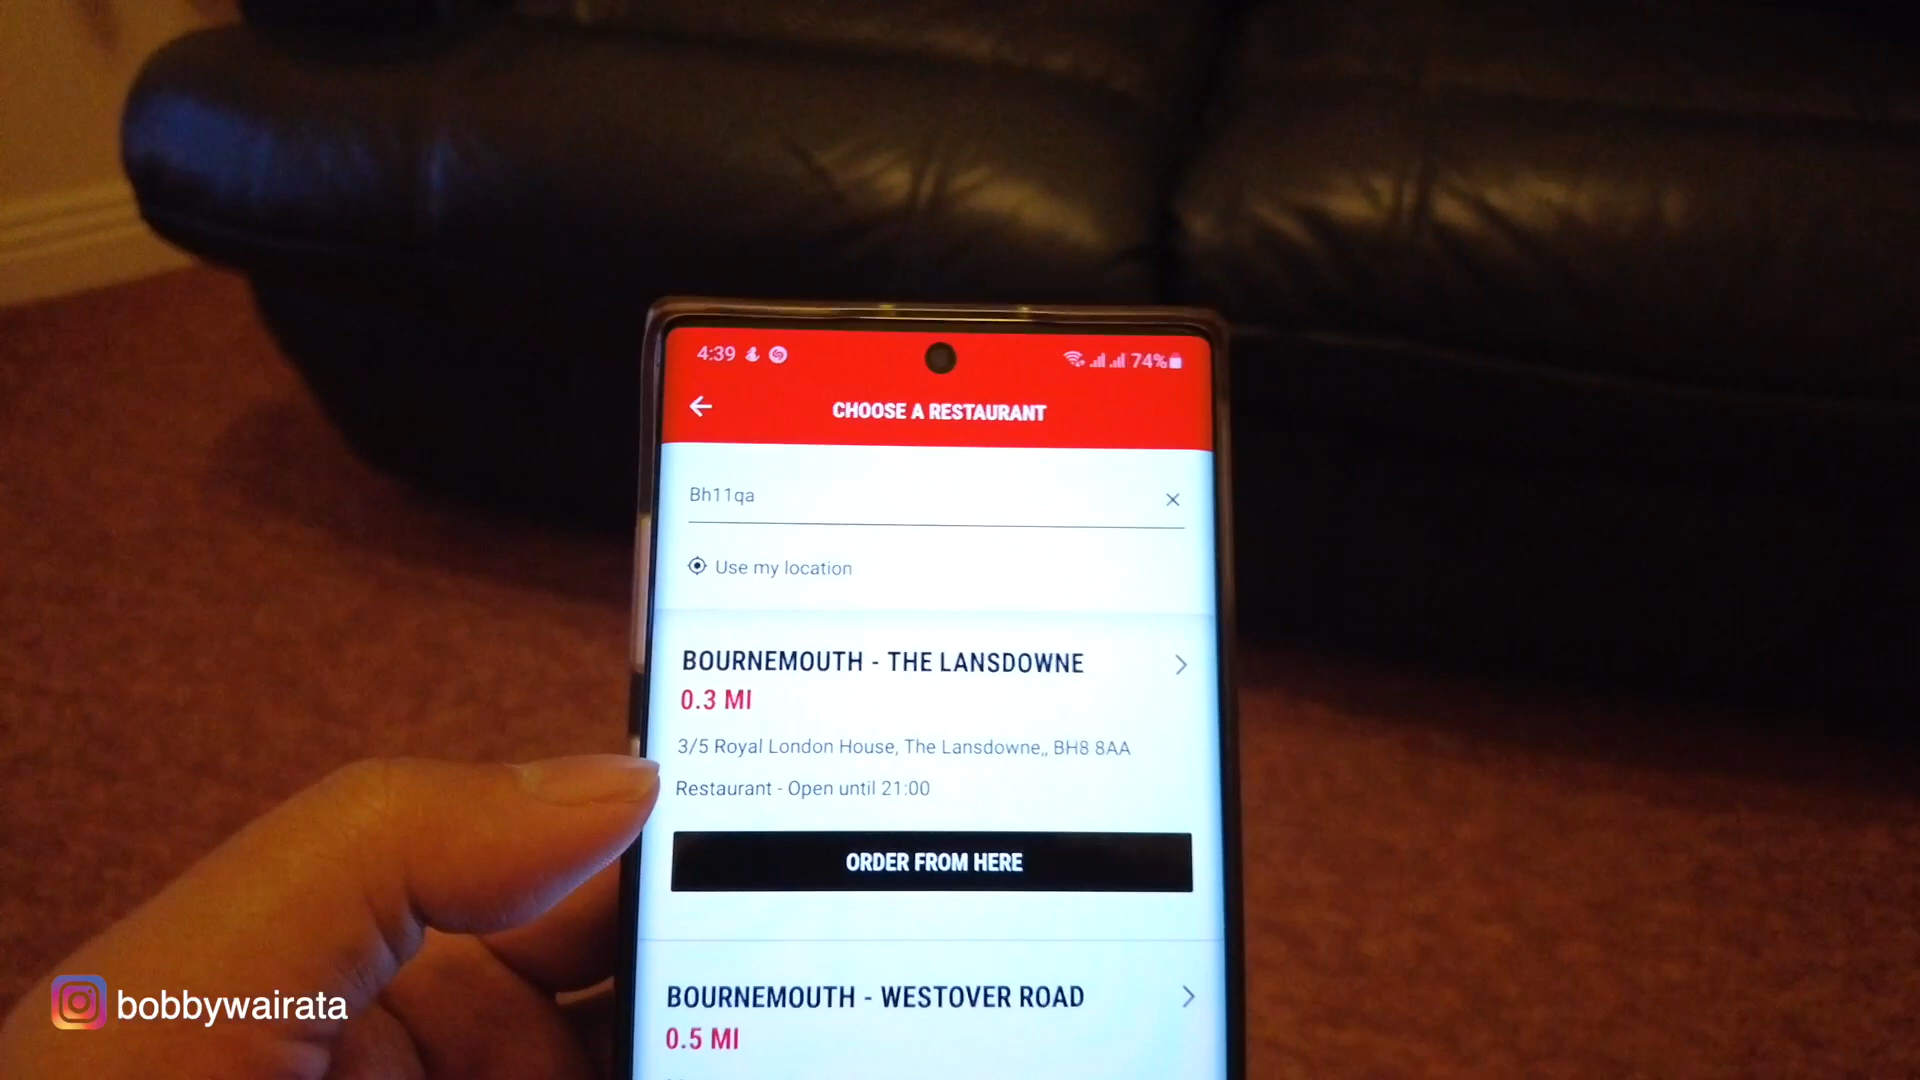 4:39 74%
CHOOSE A RESTAURANT
Bh11qa
Use my location
BOURNEMOUTH - THE LANSDOWNE
0.3 MI
3/5 Royal London House, The Lansdowne,, BH8 8AA
Restaurant - Open until 21:00
ORDER FROM HERE
BOURNEMOUTH - WESTOVER ROAD
0.5 MI
bobbywairata